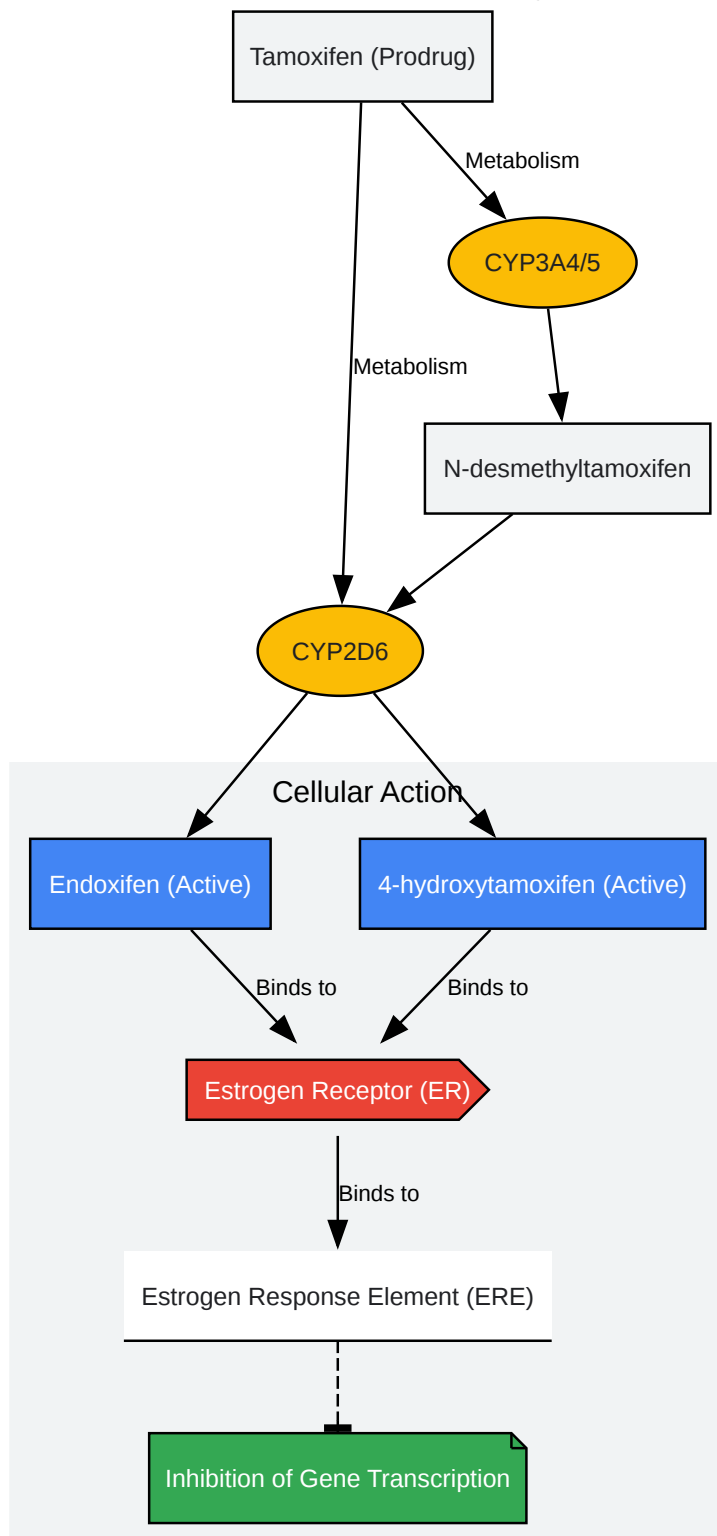 Tamoxifen (Prodrug)
Metabolism
CYP3A4/5
Metabolism
N-desmethyltamoxifen
CYP2D6
Cellular Action
Endoxifen (Active)
4-hydroxytamoxifen (Active)
Binds to
Binds to
Estrogen Receptor (ER)
Binds to
Estrogen Response Element (ERE)
Inhibition of Gene Transcription